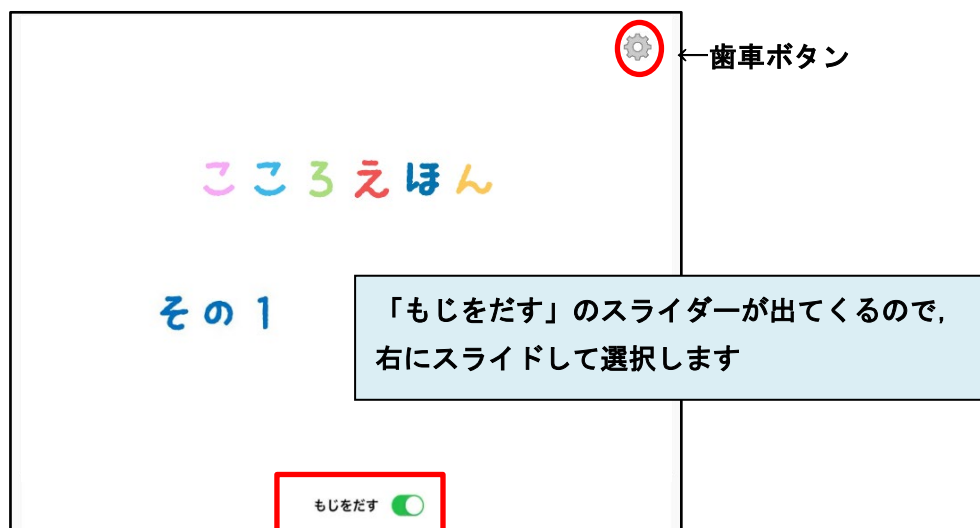 ←歯車ボタン
こころえほん
その1
「もじをだす」のスライダーが出てくるので,
右にスライドして選択します
もじをだす